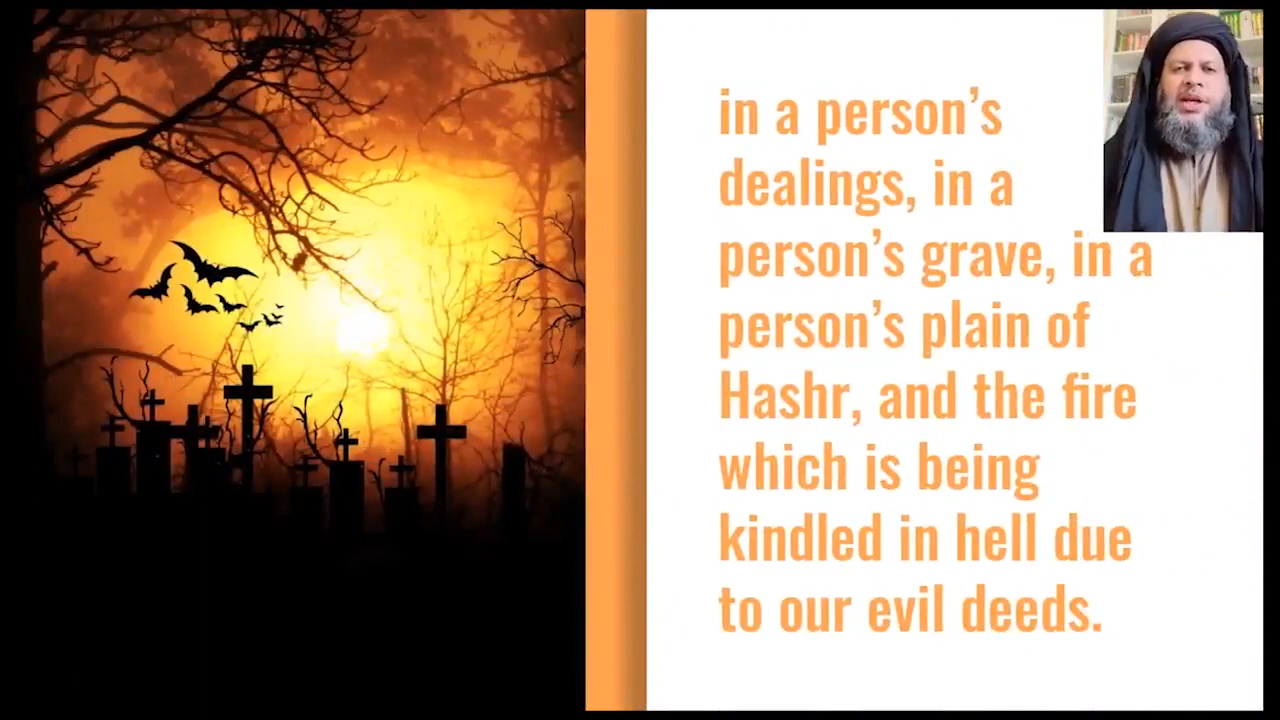 in a person’s
dealings, in a
person’s grave, in a
person’s plain of
Hashr, and the fire
which is being
kindled in hell due
to our evil deeds.